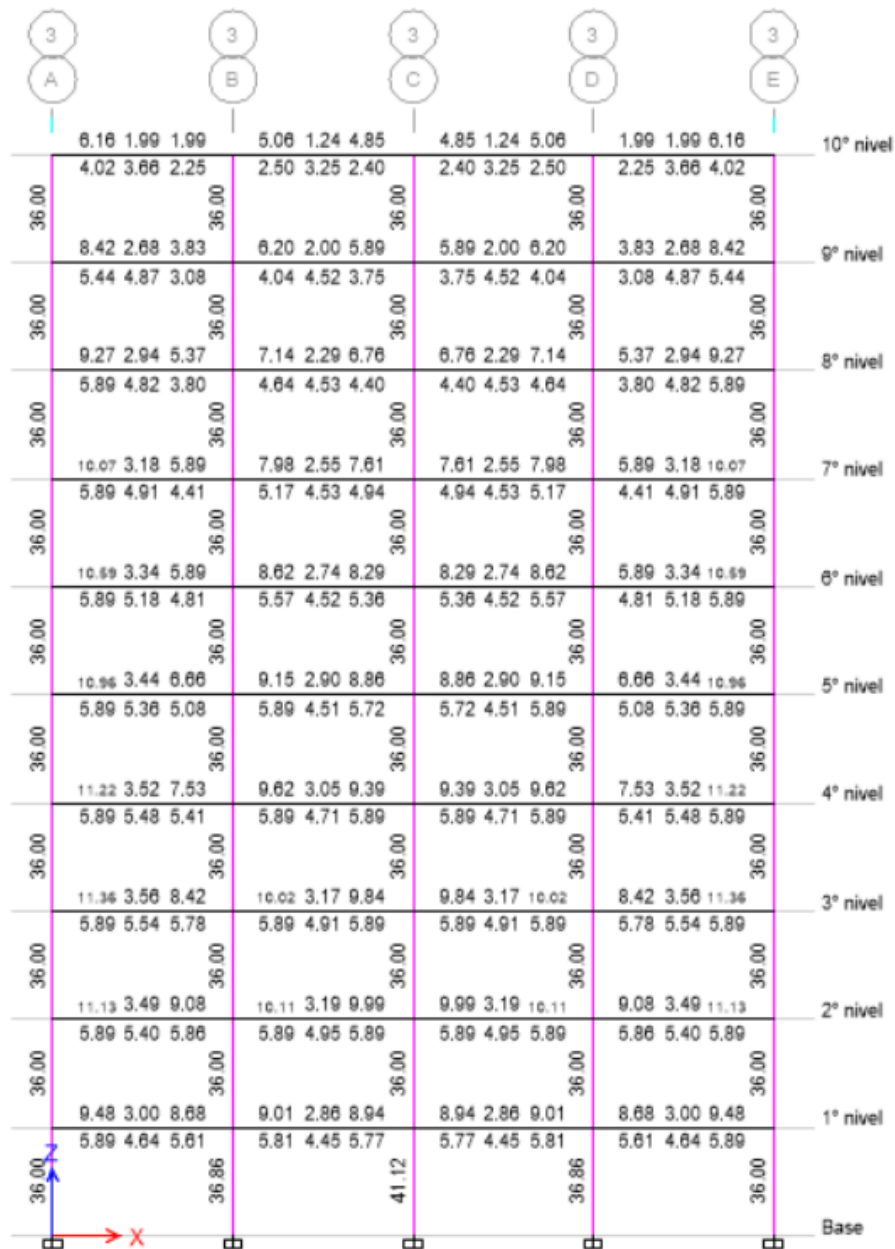 3 3 3 3 3
A B C D E
6.16 1.99 1.99 5.06 1.24 4.85 4.85 1.24 5.06 1.99 1.99 6.16 10° nivel
4.02 3.66 2.25 2.50 3.25 2.40 2.40 3.25 2.50 2.25 3.66 4.02
36.00 36.00 36.00 36.00 36.00
8.42 2.68 3.83 6.20 2.00 5.89 5.89 2.00 6.20 3.83 2.68 8.42 9° nivel
5.44 4.87 3.08 4.04 4.52 3.75 3.75 4.52 4.04 3.08 4.87 5.44
36.00 36.00 36.00 36.00 36.00
9.27 2.94 5.37 7.14 2.29 6.76 6.76 2.29 7.14 5.37 2.94 9.27 8° nivel
5.89 4.82 3.80 4.64 4.53 4.40 4.40 4.53 4.64 3.80 4.82 5.89
36.00 36.00 36.00 36.00 36.00
10.07 3.18 5.89 7.98 2.55 7.61 7.61 2.55 7.98 5.89 3.18 10.07 7° nivel
5.89 4.91 4.41 5.17 4.53 4.94 4.94 4.53 5.17 4.41 4.91 5.89
36.00 36.00 36.00 36.00 36.00
10.59 3.34 5.89 8.62 2.74 8.29 8.29 2.74 8.62 5.89 3.34 10.59 6° nivel
5.89 5.18 4.81 5.57 4.52 5.36 5.36 4.52 5.57 4.81 5.18 5.89
36.00 36.00 36.00 36.00 36.00
10.96 3.44 6.66 9.15 2.90 8.86 8.86 2.90 9.15 6.66 3.44 10.96 5° nivel
5.89 5.36 5.08 5.89 4.51 5.72 5.72 4.51 5.89 5.08 5.36 5.89
36.00 36.00 36.00 36.00 36.00
11.22 3.52 7.53 9.62 3.05 9.39 9.39 3.05 9.62 7.53 3.52 11.22 4° nivel
5.89 5.48 5.41 5.89 4.71 5.89 5.89 4.71 5.89 5.41 5.48 5.89
36.00 36.00 36.00 36.00 36.00
11.36 3.56 8.42 10.02 3.17 9.84 9.84 3.17 10.02 8.42 3.56 11.36 3° nivel
5.89 5.54 5.78 5.89 4.91 5.89 5.89 4.91 5.89 5.78 5.54 5.89
36.00 36.00 36.00 36.00 36.00
11.13 3.49 9.08 10.11 3.19 9.99 9.99 3.19 10.11 9.08 3.49 11.13 2° nivel
5.89 5.40 5.86 5.89 4.95 5.89 5.89 4.95 5.89 5.86 5.40 5.89
36.00 36.00 36.00 36.00 36.00
9.48 3.00 8.68 9.01 2.86 8.94 8.94 2.86 9.01 8.68 3.00 9.48 1° nivel
5.89 4.64 5.61 5.81 4.45 5.77 5.77 4.45 5.81 5.61 4.64 5.89
36.00 36.86 41.12 36.86 36.00
Z
X
Base